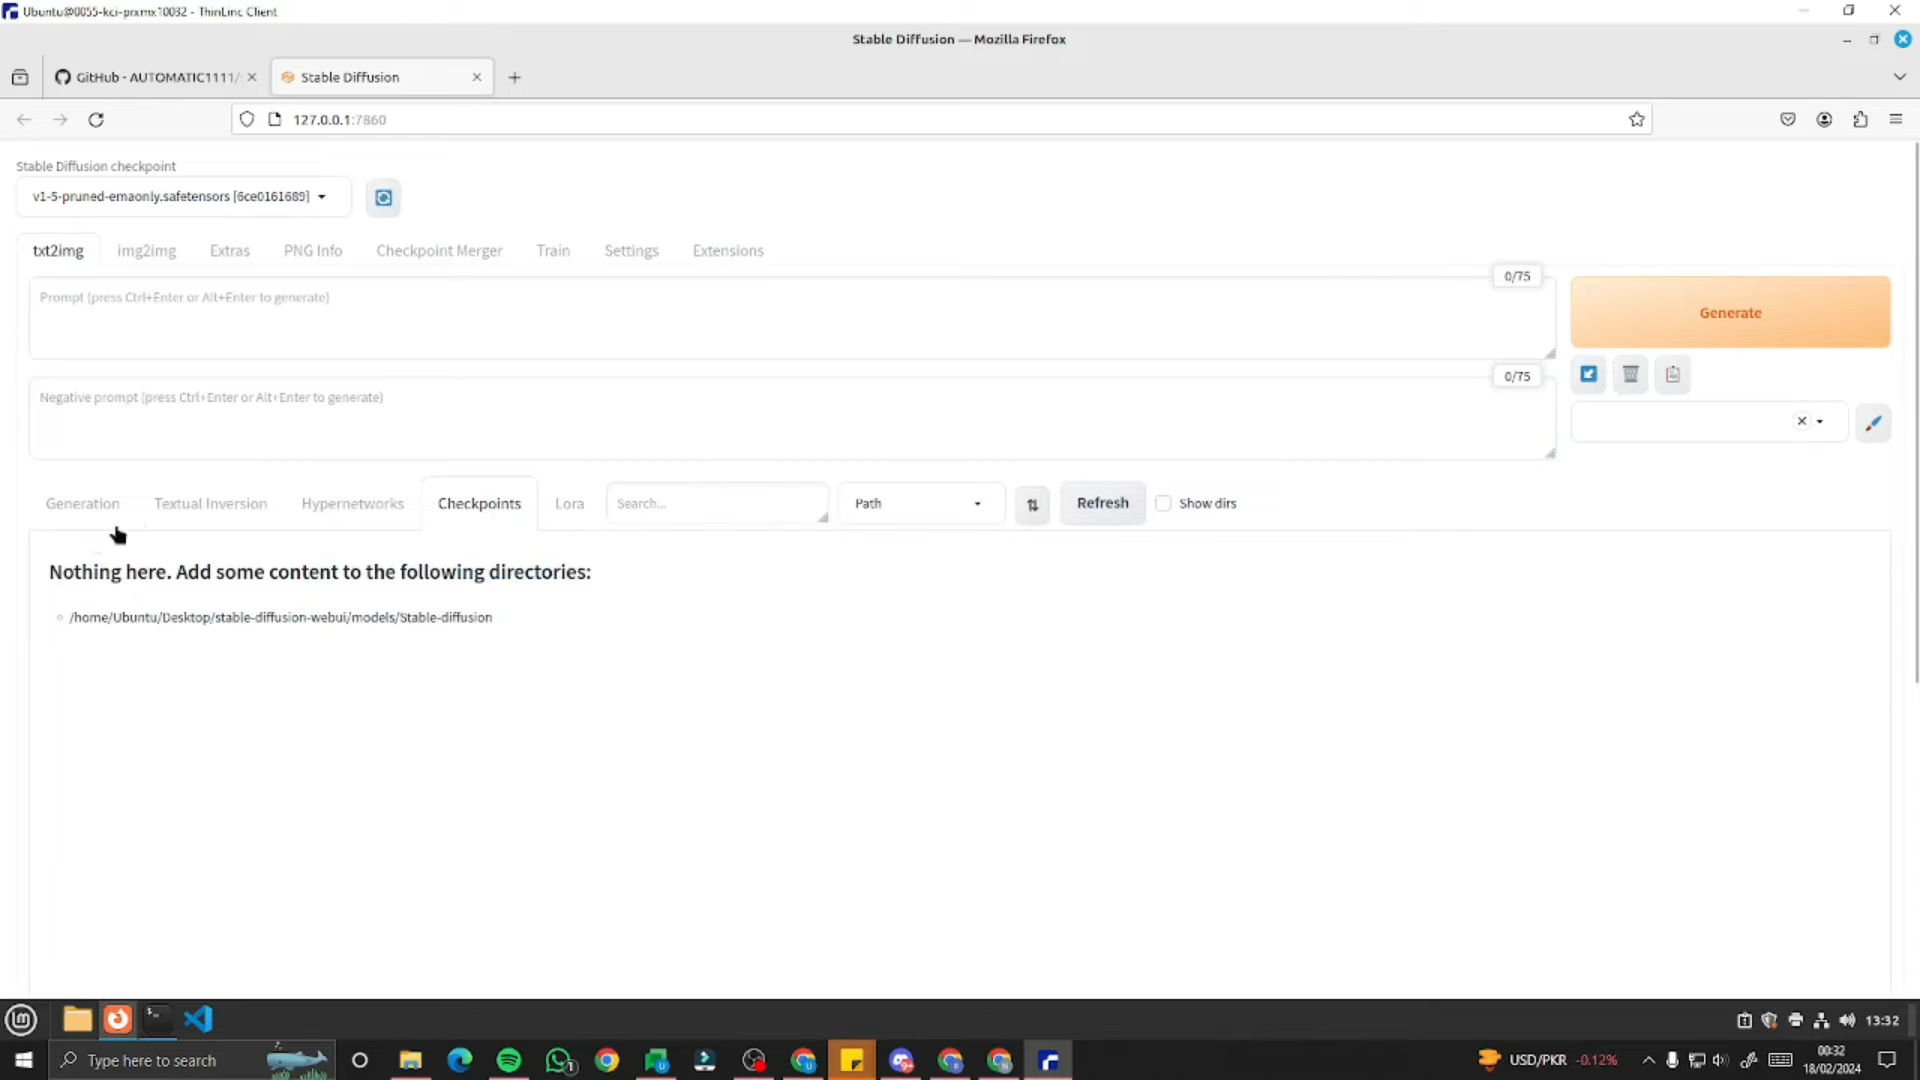 Ubuntu@0055-kci-prxmx10032 - ThinLinc Client
Stable Diffusion — Mozilla Firefox
GitHub - AUTOMATIC1111/
Stable Diffusion
127.0.0.1:7860
Stable Diffusion checkpoint
v1-5-pruned-emaonly.safetensors [6ce0161689]
txt2img img2img Extras PNG Info Checkpoint Merger Train Settings Extensions
0/75
Prompt (press Ctrl+Enter or Alt+Enter to generate)
Generate
0/75
Negative prompt (press Ctrl+Enter or Alt+Enter to generate)
Generation Textual Inversion Hypernetworks Checkpoints Lora Search... Path Refresh Show dirs
Nothing here. Add some content to the following directories:
/home/Ubuntu/Desktop/stable-diffusion-webui/models/Stable-diffusion
13:32
Type here to search
USD/PKR -0.12%
00:32
18/02/2024